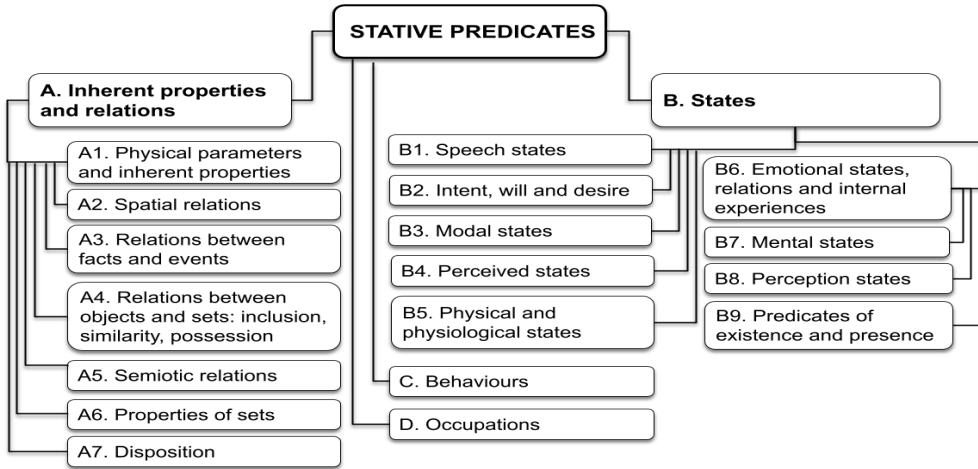 STATIVE PREDICATES
A. Inherent properties
and relations
A1. Physical parameters
and inherent properties
A2. Spatial relations
A3. Relations between
facts and events
A4. Relations between
objects and sets: inclusion,
similarity, possession
A5. Semiotic relations
A6. Properties of sets
A7. Disposition
B. States
B1. Speech states
B2. Intent, will and desire
B3. Modal states
B4. Perceived states
B5. Physical and
physiological states
B6. Emotional states,
relations and internal
experiences
B7. Mental states
B8. Perception states
B9. Predicates of
existence and presence
C. Behaviours
D. Occupations